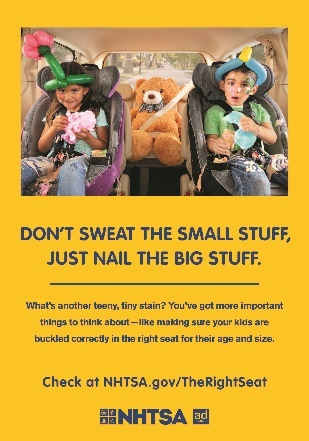 DON'T SWEAT THE SMALL STUFF,
JUST NAIL THE BIG STUFF.
What's another teeny, tiny stain? You've got more important
things to think about—like making sure your kids are
buckled correctly in the right seat for their age and size.
Check at NHTSA.gov/TheRightSeat
NHTSA
ad